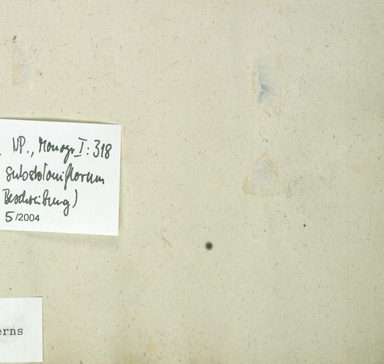 NP., Monogr I: 318
substoloniflorum
Beschreibung)
5/2004
erns